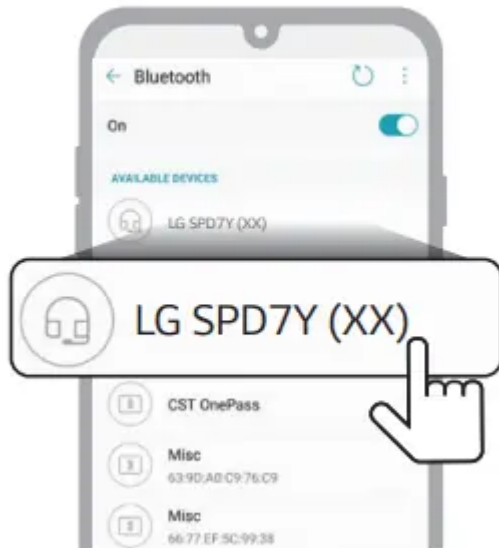 Bluetooth
On
AVAILABLE DEVICES
LG SPD7Y (XX)
LG SPD7Y (XX)
CST OnePass
Misc
63:9D:A0:C9:76:C9
Misc
66:77:EF:5C:99:38